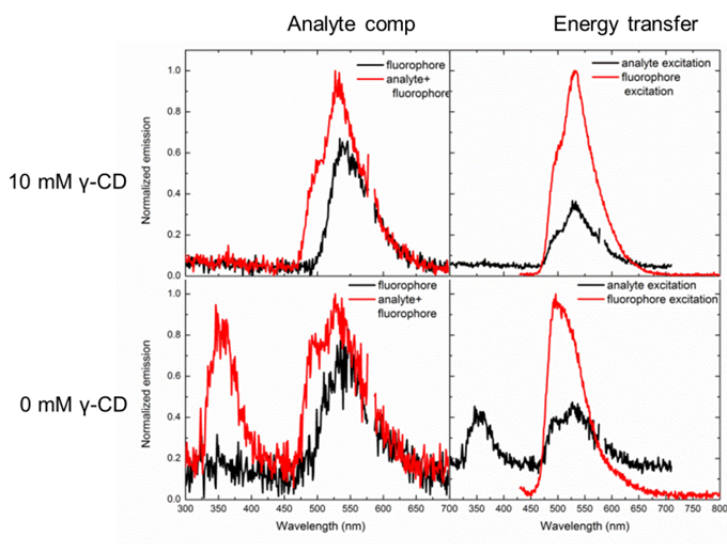 Analyte comp
Energy transfer
10 mM γ-CD
Normalized emission
1.0
0.8
0.6
0.4
0.2
0.0
fluorophore
analyte+
fluorophore
analyte excitation
fluorophore
excitation
0 mM γ-CD
Normalized emission
1.0
0.8
0.6
0.4
0.2
0.0
fluorophore
analyte+
fluorophore
analyte excitation
fluorophore excitation
300 350 400 450 500 550 600 650 700
350 400 450 500 550 600 650 700 750 800
Wavelength (nm)
Wavelength (nm)